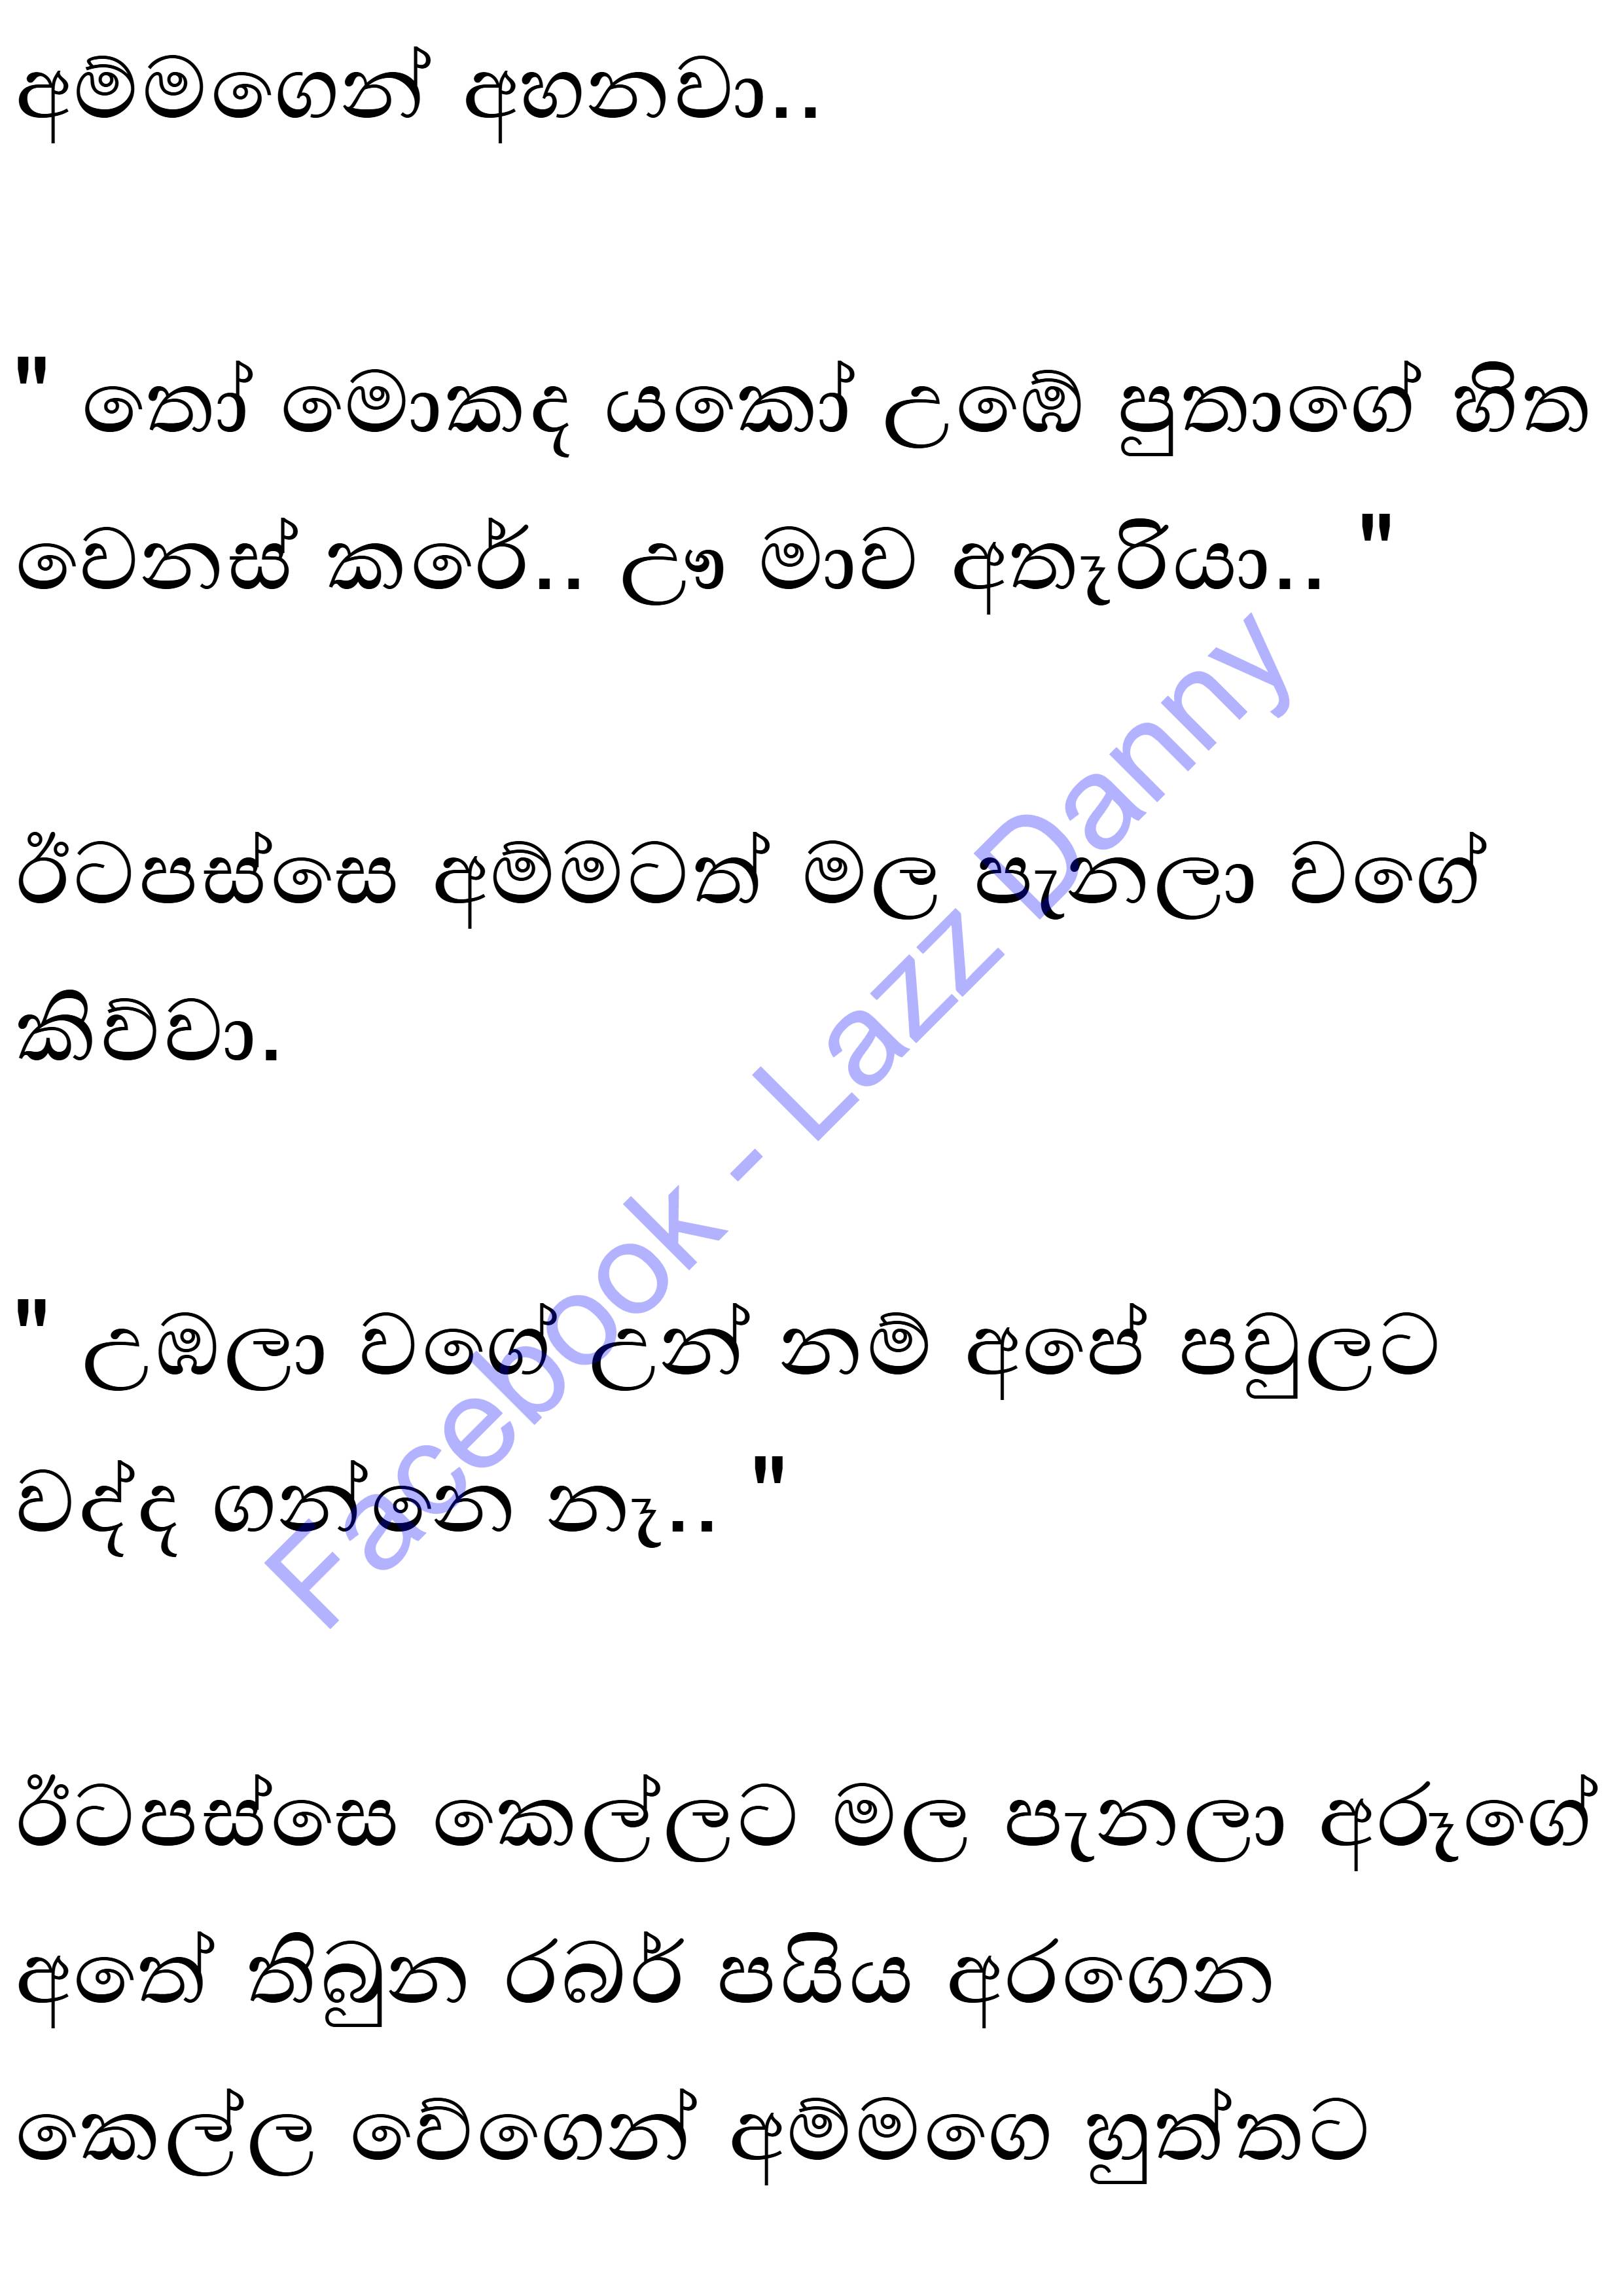 අම්මගෙන් අහනවා..
" තෝ මොකද යකෝ උඹේ පුතාගේ හිත
වෙනස් කරේ.. ඌ මාව අතෑරියා.. "
ඊටපස්සෙ අම්මටත් මල පැනලා වගේ
කිව්වා.
" උඹලා වගේ උන් නම් අපේ පවුලට
වද්ද ගන්නෙ නෑ.. "
ඊටපස්සෙ කෙල්ලට මල පැනලා අරූගේ
අතේ තිබුන රබර් පයිය අරගෙන
කෙල්ල වේගෙන් අම්මගෙ හුත්තට
Facebook - Lazz Danny